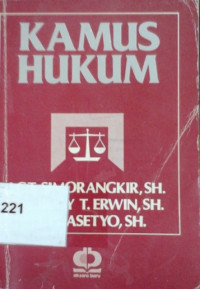 KAMUS
HUKUM
SIMORANGKIR, SH.
T. ERWIN, SH.
ASETYO, SH.
221